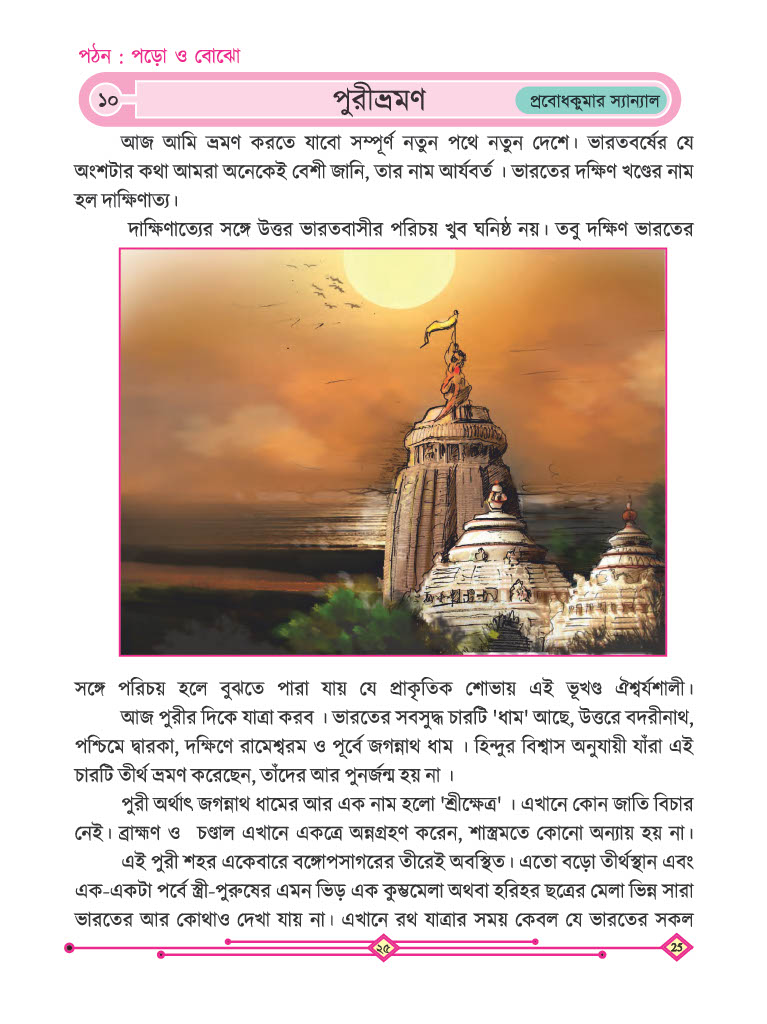 পঠন : পড়ো ও বোঝো
১০
পুরীভ্রমণ
প্রবোধকুমার স্যান্যাল
আজ আমি ভ্রমণ করতে যাবো সম্পূর্ণ নতুন পথে নতুন দেশে। ভারতবর্ষের যে
অংশটার কথা আমরা অনেকেই বেশী জানি, তার নাম আর্যবর্ত । ভারতের দক্ষিণ খণ্ডের নাম
হল দাক্ষিণাত্য।
দাক্ষিণাত্যের সঙ্গে উত্তর ভারতবাসীর পরিচয় খুব ঘনিষ্ঠ নয়। তবু দক্ষিণ ভারতের
সঙ্গে পরিচয় হলে বুঝতে পারা যায় যে প্রাকৃতিক শোভায় এই ভূখণ্ড ঐশ্বর্যশালী।
আজ পুরীর দিকে যাত্রা করব । ভারতের সবসুদ্ধ চারটি 'ধাম' আছে, উত্তরে বদরীনাথ,
পশ্চিমে দ্বারকা, দক্ষিণে রামেশ্বরম ও পূর্বে জগন্নাথ ধাম । হিন্দুর বিশ্বাস অনুযায়ী যাঁরা এই
চারটি তীর্থ ভ্রমণ করেছেন, তাঁদের আর পুনর্জন্ম হয় না ।
পুরী অর্থাৎ জগন্নাথ ধামের আর এক নাম হলো 'শ্রীক্ষেত্র' । এখানে কোন জাতি বিচার
নেই। ব্রাহ্মণ ও চণ্ডাল এখানে একত্রে অন্নগ্রহণ করেন, শাস্ত্রমতে কোনো অন্যায় হয় না।
এই পুরী শহর একেবারে বঙ্গোপসাগরের তীরেই অবস্থিত। এতো বড়ো তীর্থস্থান এবং
এক-একটা পর্বে স্ত্রী-পুরুষের এমন ভিড় এক কুম্ভমেলা অথবা হরিহর ছত্রের মেলা ভিন্ন সারা
ভারতের আর কোথাও দেখা যায় না। এখানে রথ যাত্রার সময় কেবল যে ভারতের সকল
২৫
25